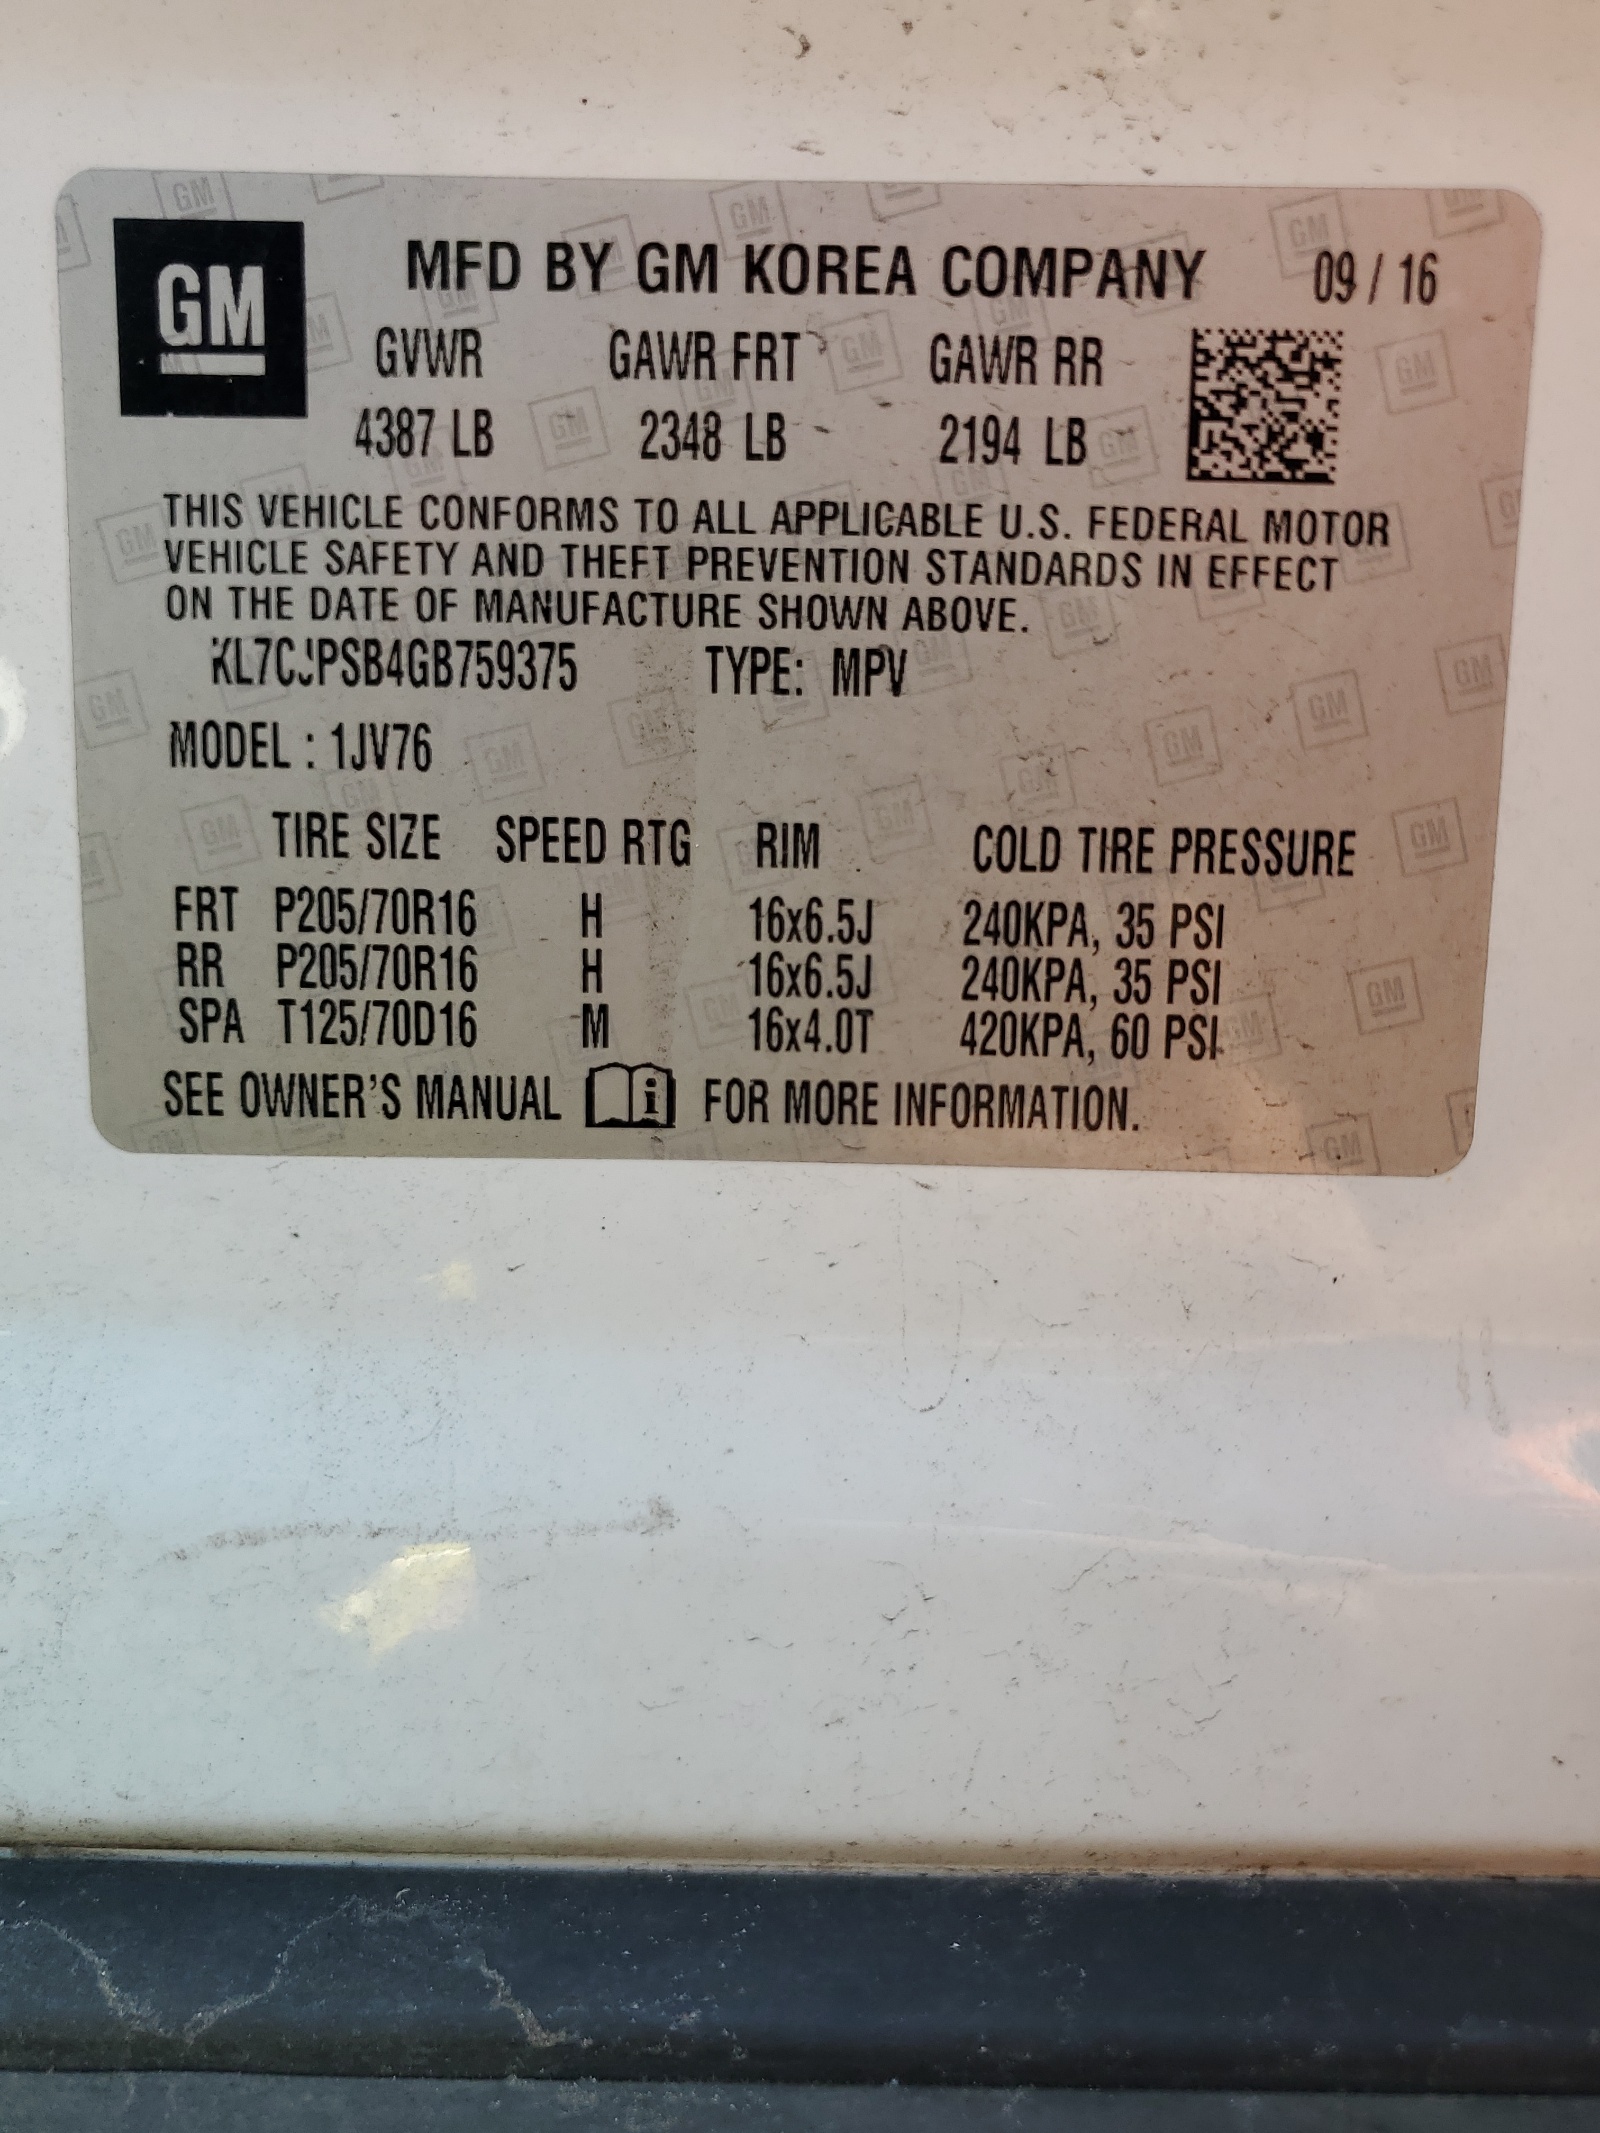 GM
MFD BY GM KOREA COMPANY 09 / 16
GVWR GAWR FRT GAWR RR
4387 LB 2348 LB 2194 LB
THIS VEHICLE CONFORMS TO ALL APPLICABLE U.S. FEDERAL MOTOR
VEHICLE SAFETY AND THEFT PREVENTION STANDARDS IN EFFECT
ON THE DATE OF MANUFACTURE SHOWN ABOVE.
KL7CJPSB4GB759375 TYPE: MPV
MODEL : 1JV76
TIRE SIZE SPEED RTG RIM COLD TIRE PRESSURE
FRT P205/70R16 H 16x6.5J 240KPA, 35 PSI
RR P205/70R16 H 16x6.5J 240KPA, 35 PSI
SPA T125/70D16 M 16x4.0T 420KPA, 60 PSI
SEE OWNER'S MANUAL i FOR MORE INFORMATION.